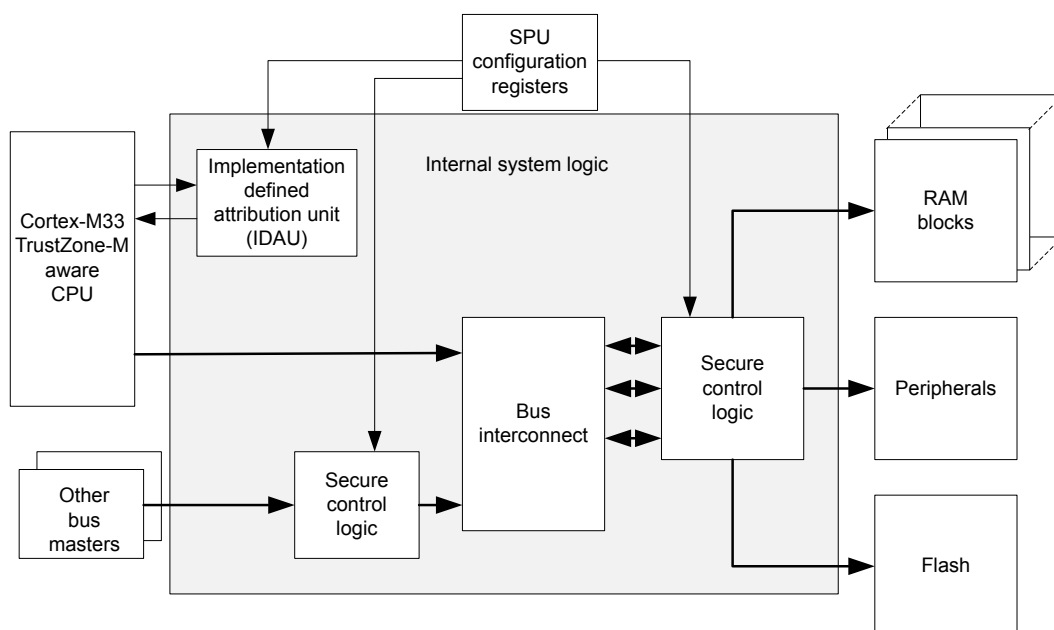 SPU
configuration
registers
Internal system logic
Implementation
defined
attribution unit
(IDAU)
Cortex-M33
TrustZone-M
aware
CPU
RAM
blocks
Bus
interconnect
Secure
control
logic
Peripherals
Other
bus
masters
Secure
control
logic
Flash